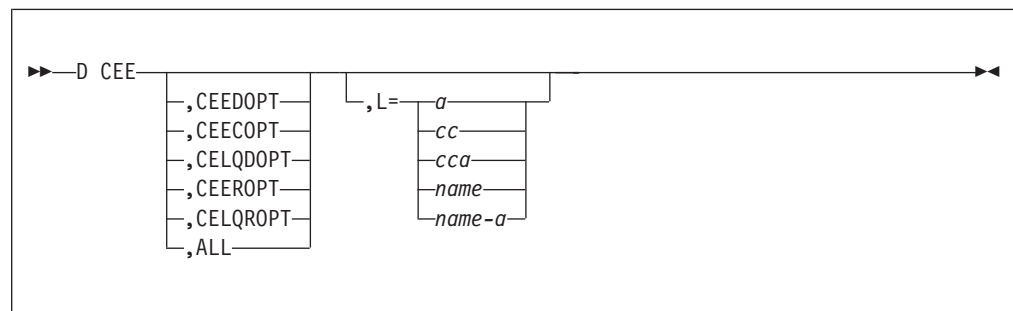 D CEE
,CEEDOPT
,CEECOPT
,CELQDOPT
,CEEROPT
,CELQROPT
,ALL
,L=
a
cc
cca
name
name-a